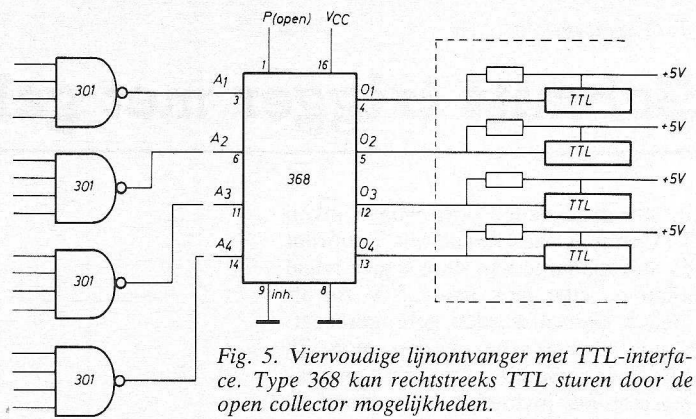 P(open) VCC
1 16
301 A1 3 O1 4 +5V TTL
301 A2 6 O2 5 +5V TTL
368
301 A3 11 O3 12 +5V TTL
301 A4 14 O4 13 +5V TTL
9 inh. 8
Fig. 5. Viervoudige lijnontvanger met TTL-interfa-
ce. Type 368 kan rechtstreeks TTL sturen door de
open collector mogelijkheden.